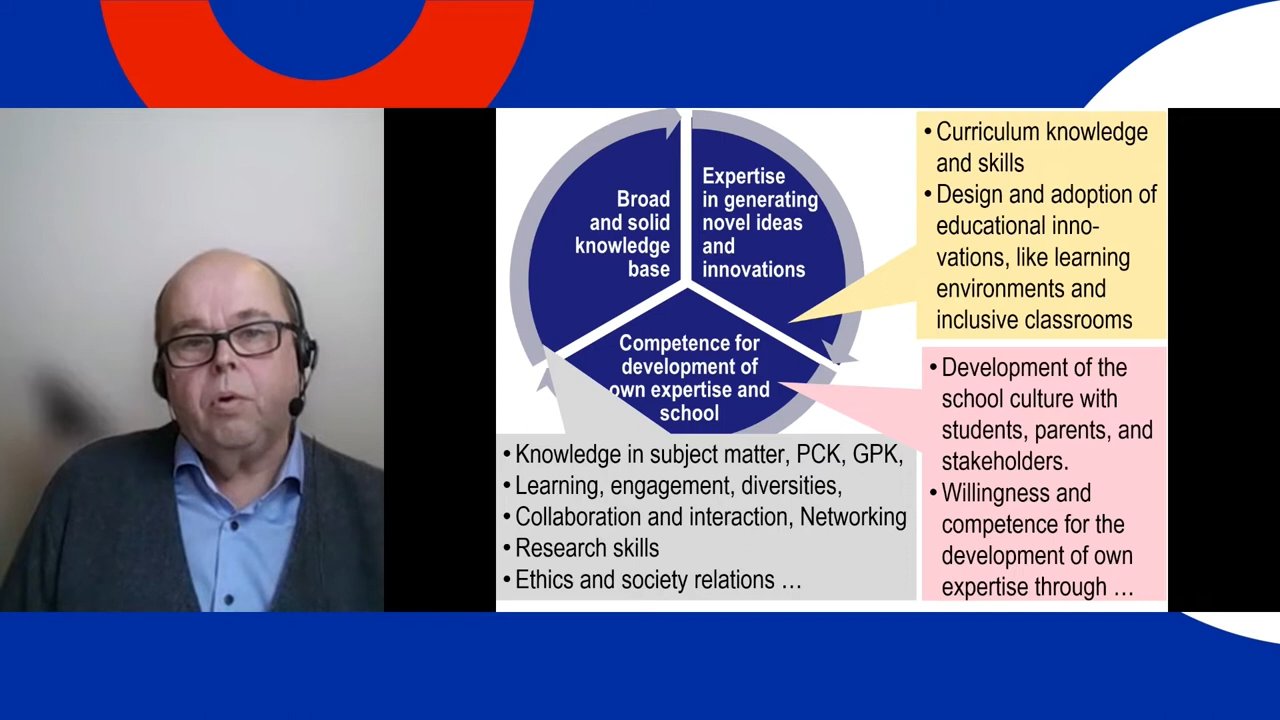 Broad
and solid
knowledge
base
Expertise
in generating
novel ideas
and
innovations
Competence for
development of
own expertise and
school
• Curriculum knowledge
and skills
• Design and adoption of
educational inno-
vations, like learning
environments and
inclusive classrooms
• Development of the
school culture with
students, parents, and
stakeholders.
• Willingness and
competence for the
development of own
expertise through …
• Knowledge in subject matter, PCK, GPK,
• Learning, engagement, diversities,
• Collaboration and interaction, Networking
• Research skills
• Ethics and society relations …